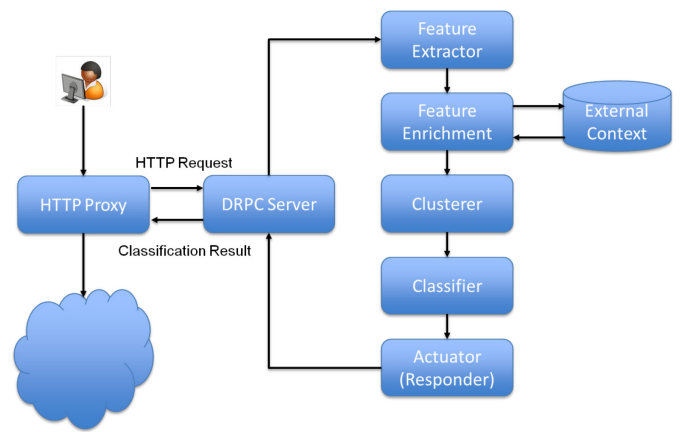 Feature
Extractor
Feature
Enrichment
External
Context
HTTP Request
HTTP Proxy
DRPC Server
Clusterer
Classification Result
Classifier
Actuator
(Responder)